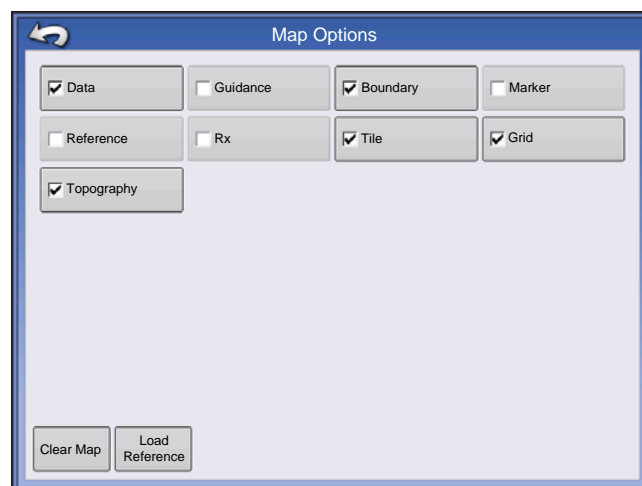 Map Options
Data
Guidance
Boundary
Marker
Reference
Rx
Tile
Grid
Topography
Clear Map
Load
Reference